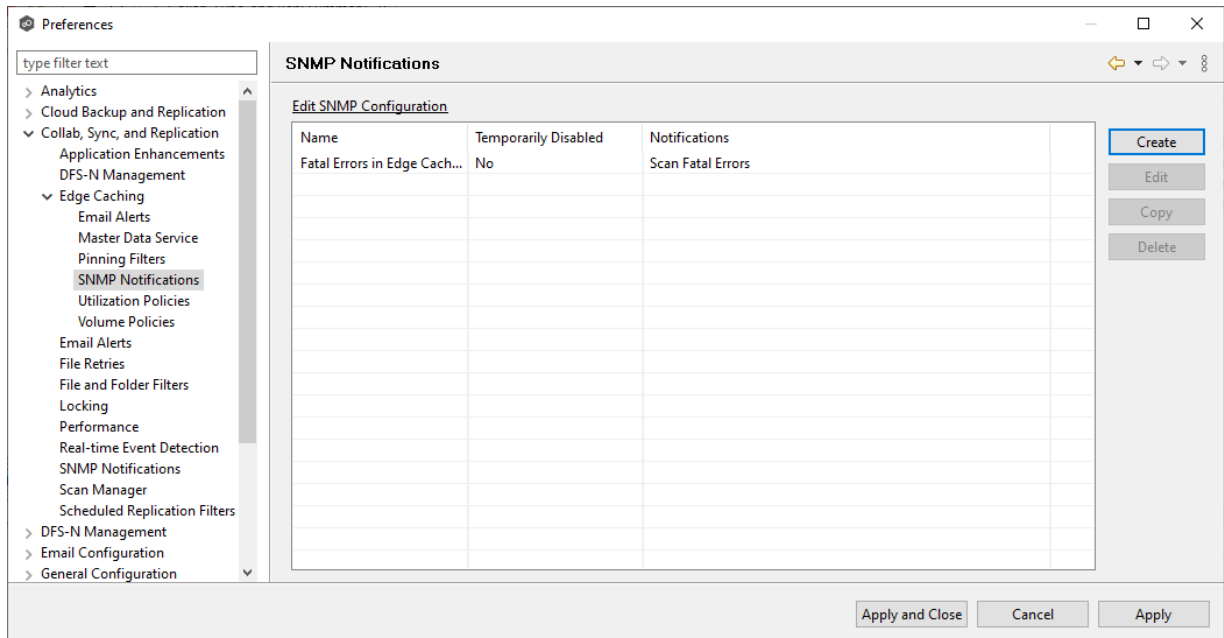 Preferences
type filter text
Analytics
Cloud Backup and Replication
Collab, Sync, and Replication
Application Enhancements
DFS-N Management
Edge Caching
Email Alerts
Master Data Service
Pinning Filters
SNMP Notifications
Utilization Policies
Volume Policies
Email Alerts
File Retries
File and Folder Filters
Locking
Performance
Real-time Event Detection
SNMP Notifications
Scan Manager
Scheduled Replication Filters
DFS-N Management
Email Configuration
General Configuration
SNMP Notifications
Edit SNMP Configuration
Name Temporarily Disabled Notifications
Fatal Errors in Edge Cach... No Scan Fatal Errors
Create
Edit
Copy
Delete
Apply and Close Cancel Apply